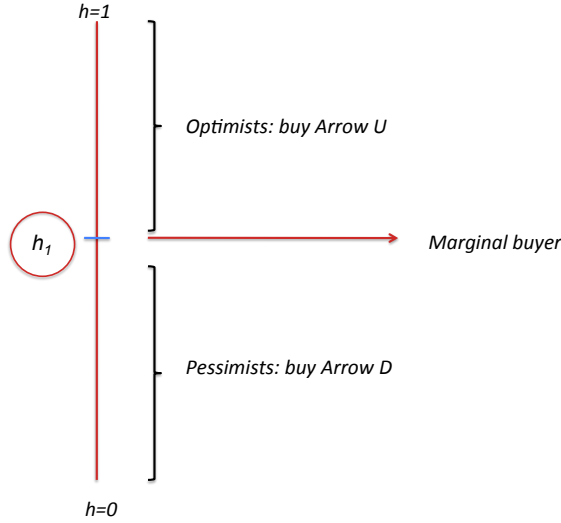 h=1
Optimists: buy Arrow U
h1
Marginal buyer
Pessimists: buy Arrow D
h=0